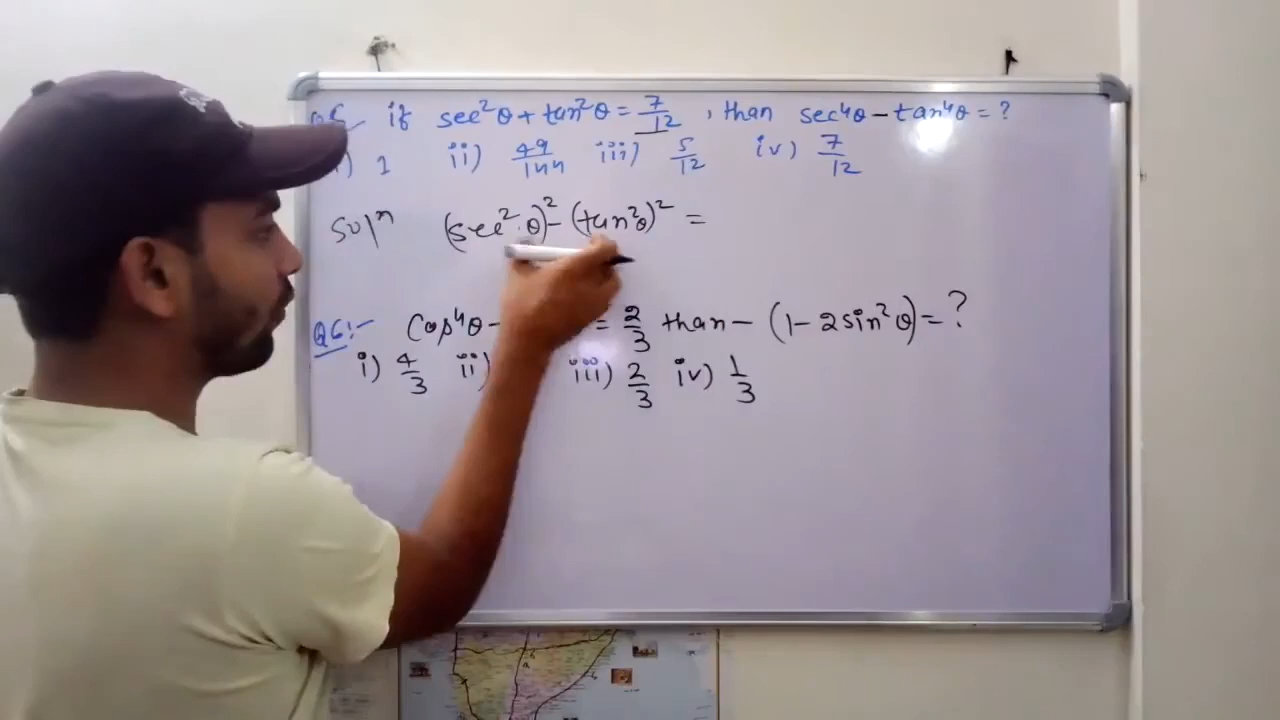 Q5 if sec²θ + tan²θ = 7/12 , than sec⁴θ - tan⁴θ = ?
i) 1 ii) 49/144 iii) 5/12 iv) 7/12
Solⁿ (sec²θ)² - (tan²θ)² =
Q6:- Cos⁴θ - = 2/3 than - (1 - 2sin²θ) = ?
i) 4/3 ii) iii) 2/3 iv) 1/3